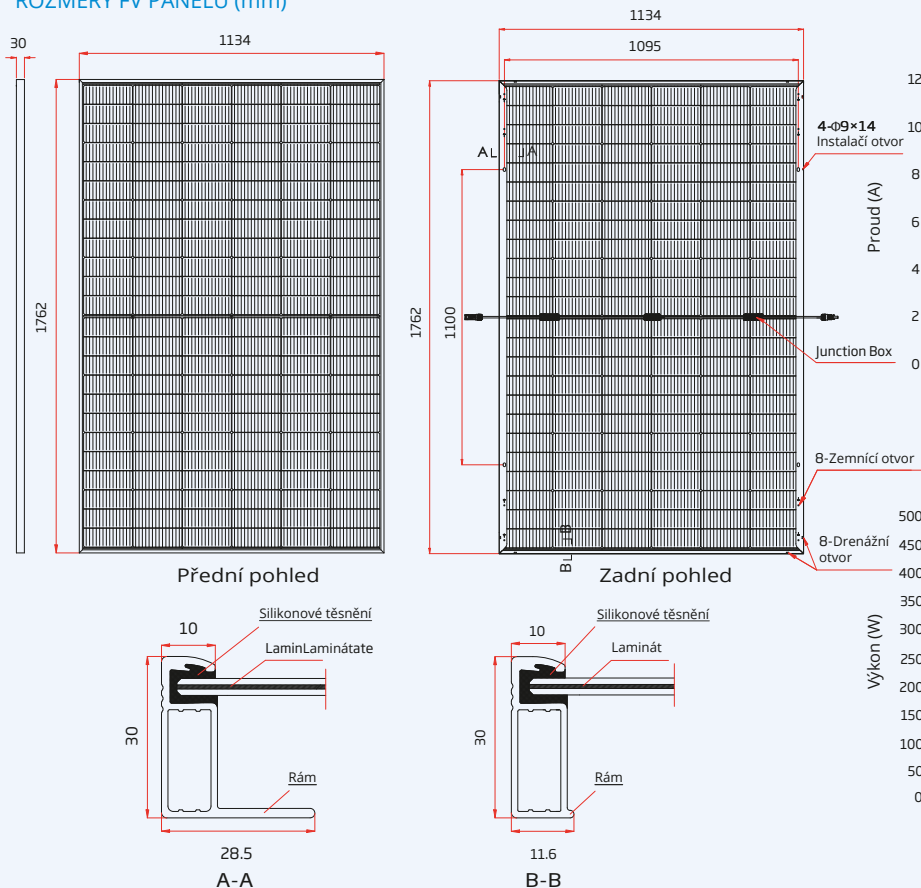 ROZMĚRY FV PANELU (mm)
30
1134
1762
Přední pohled
1134
1095
1762
1100
A
A
B
B
4-Φ9×14
Instalačí otvor
Junction Box
8-Zemnící otvor
8-Drenážní
otvor
Zadní pohled
Proud (A)
12
10
8
6
4
2
0
Výkon (W)
500
450
400
350
300
250
200
150
100
50
0
10
Silikonové těsnění
LaminLaminátate
30
Rám
28.5
A-A
10
Silikonové těsnění
Laminát
30
Rám
11.6
B-B